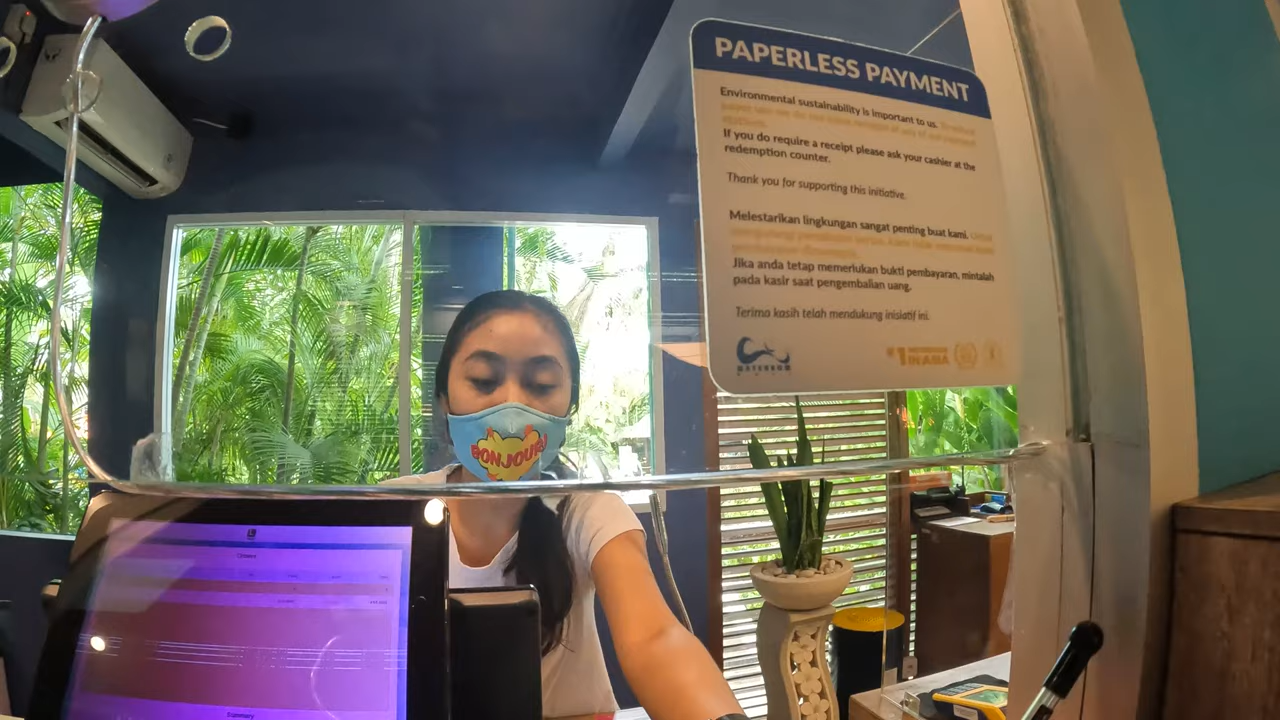 PAPERLESS PAYMENT
Environmental sustainability is important to us.
If you do require a receipt please ask your cashier at the
redemption counter.
Thank you for supporting this initiative.
Melestarikan lingkungan sangat penting buat kami.
Jika anda tetap memerlukan bukti pembayaran, mintalah
pada kasir saat pengembalian uang.
Terima kasih telah mendukung inisiatif ini.
WATERBOM
#1 WATERPARK
IN ASIA
BONJOUR!
Summary